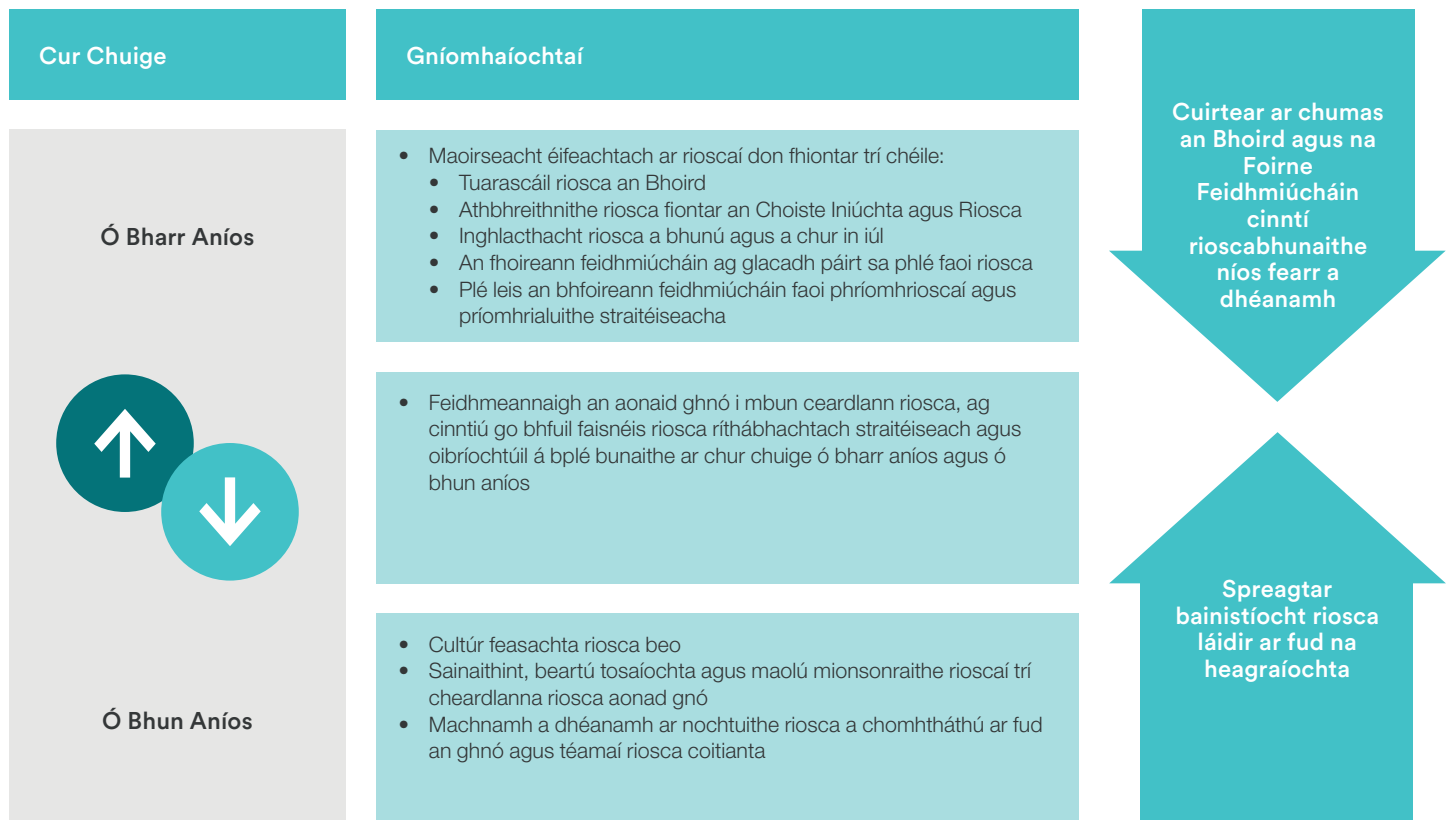 Cur Chuige
Gníomhaíochtaí
Ó Bharr Aníos
• Maoirseacht éifeachtach ar rioscaí don fhiontar trí chéile:
• Tuarascáil riosca an Bhoird
• Athbhreithnithe riosca fiontar an Choiste Iniúchta agus Riosca
• Inghlacthacht riosca a bhunú agus a chur in iúl
• An fhoireann feidhmiúcháin ag glacadh páirt sa phlé faoi riosca
• Plé leis an bhfoireann feidhmiúcháin faoi phríomhrioscaí agus
príomhrialuithe straitéiseacha
• Feidhmeannaigh an aonaid ghnó i mbun ceardlann riosca, ag
cinntiú go bhfuil faisnéis riosca ríthábhachtach straitéiseach agus
oibríochtúil á bplé bunaithe ar chur chuige ó bharr aníos agus ó
bhun aníos
Ó Bhun Aníos
• Cultúr feasachta riosca beo
• Sainaithint, beartú tosaíochta agus maolú mionsonraithe rioscaí trí
cheardlanna riosca aonad gnó
• Machnamh a dhéanamh ar nochtuithe riosca a chomhtháthú ar fud
an ghnó agus téamaí riosca coitianta
Cuirtear ar chumas
an Bhoird agus na
Foirne
Feidhmiúcháin
cinntí
rioscabhunaithe
níos fearr a
dhéanamh
Spreagtar
bainistíocht riosca
láidir ar fud na
heagraíochta